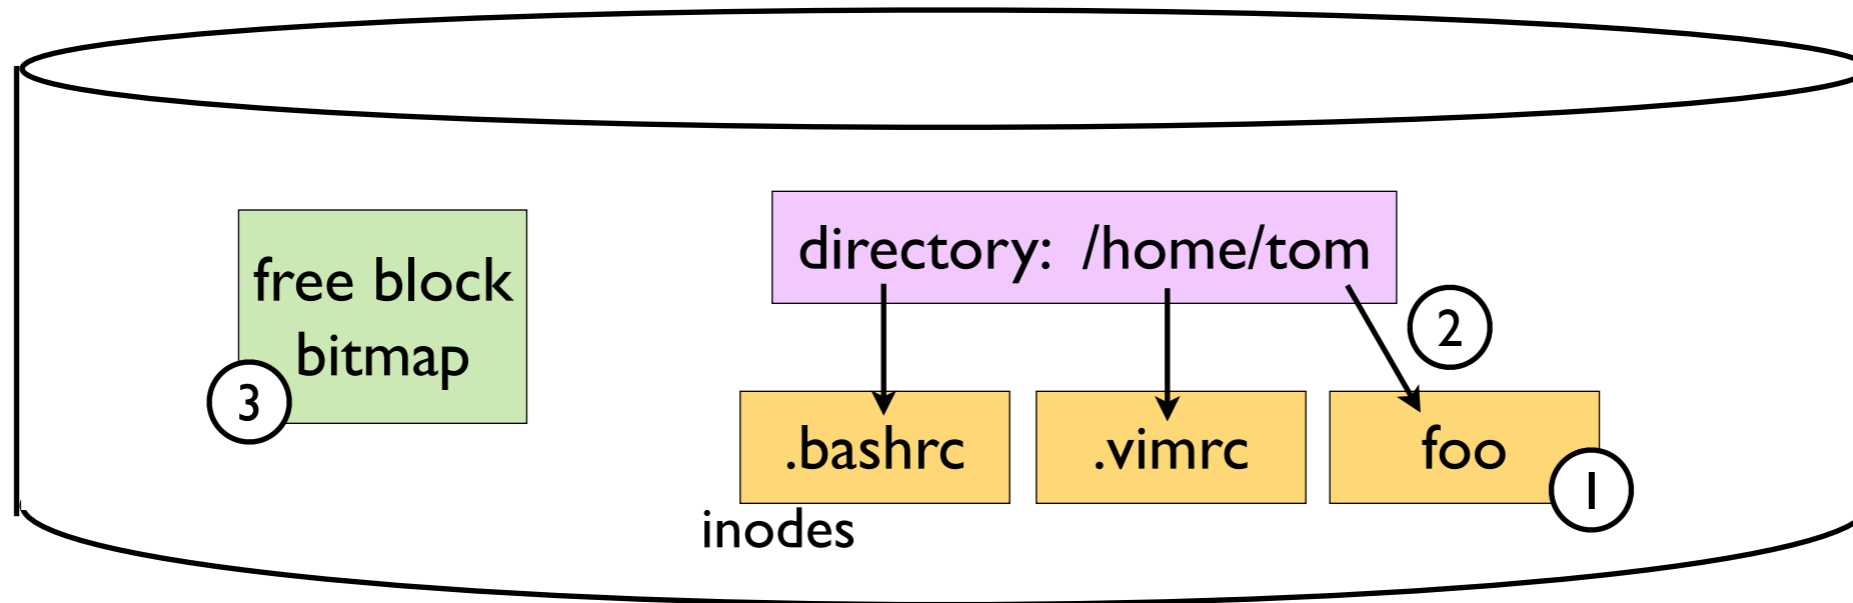 free block
bitmap
3
directory: /home/tom
2
.bashrc
.vimrc
foo
1
inodes